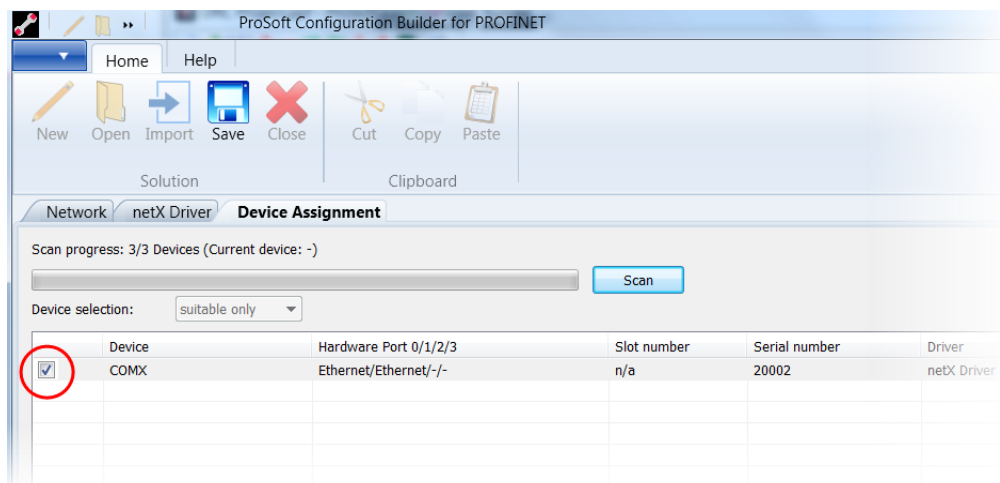 ProSoft Configuration Builder for PROFINET
Home Help
New Open Import Save Close Cut Copy Paste
Solution Clipboard
Network netX Driver Device Assignment
Scan progress: 3/3 Devices (Current device: -)
Scan
Device selection: suitable only
Device Hardware Port 0/1/2/3 Slot number Serial number Driver
COMX Ethernet/Ethernet/-/- n/a 20002 netX Driver